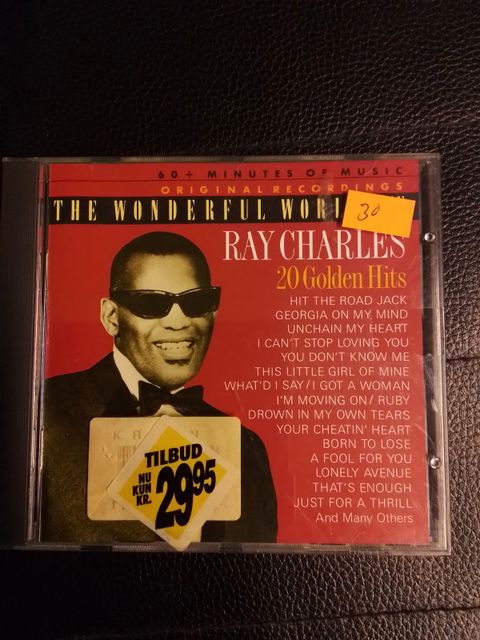 60+ MINUTES OF MUSIC
ORIGINAL RECORDINGS
THE WONDERFUL
30
RAY CHARLES
20 Golden Hits
HIT THE ROAD JACK
GEORGIA ON MY MIND
UNCHAIN MY HEART
I CAN'T STOP LOVING YOU
YOU DON'T KNOW ME
THIS LITTLE GIRL OF MINE
WHAT'D I SAY/I GOT A WOMAN
I'M MOVING ON/RUBY
DROWN IN MY OWN TEARS
YOUR CHEATIN' HEART
BORN TO LOSE
A FOOL FOR YOU
LONELY AVENUE
THAT'S ENOUGH
JUST FOR A THRILL
And Many Others
TILBUD
NU
KUN
KR.
29.95